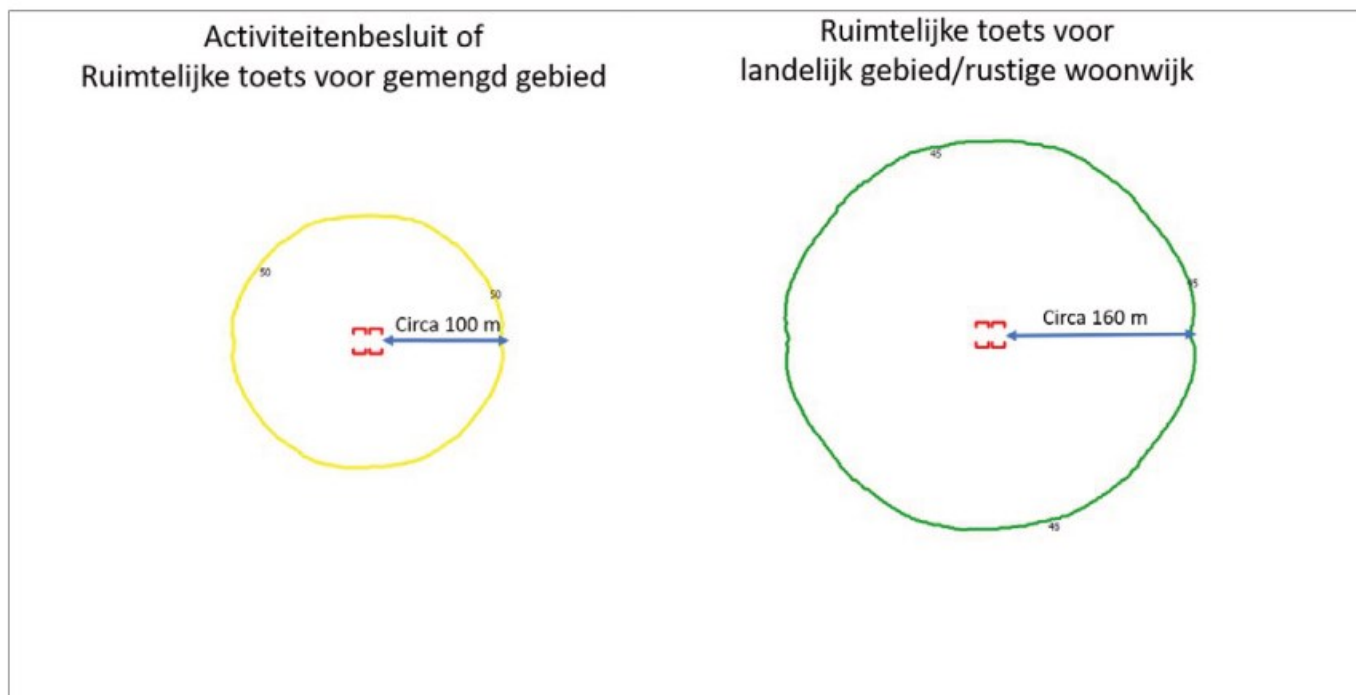 Activiteitenbesluit of
Ruimtelijke toets voor gemengd gebied
Ruimtelijke toets voor
landelijk gebied/rustige woonwijk
50
50
Circa 100 m
45
45
Circa 160 m
45